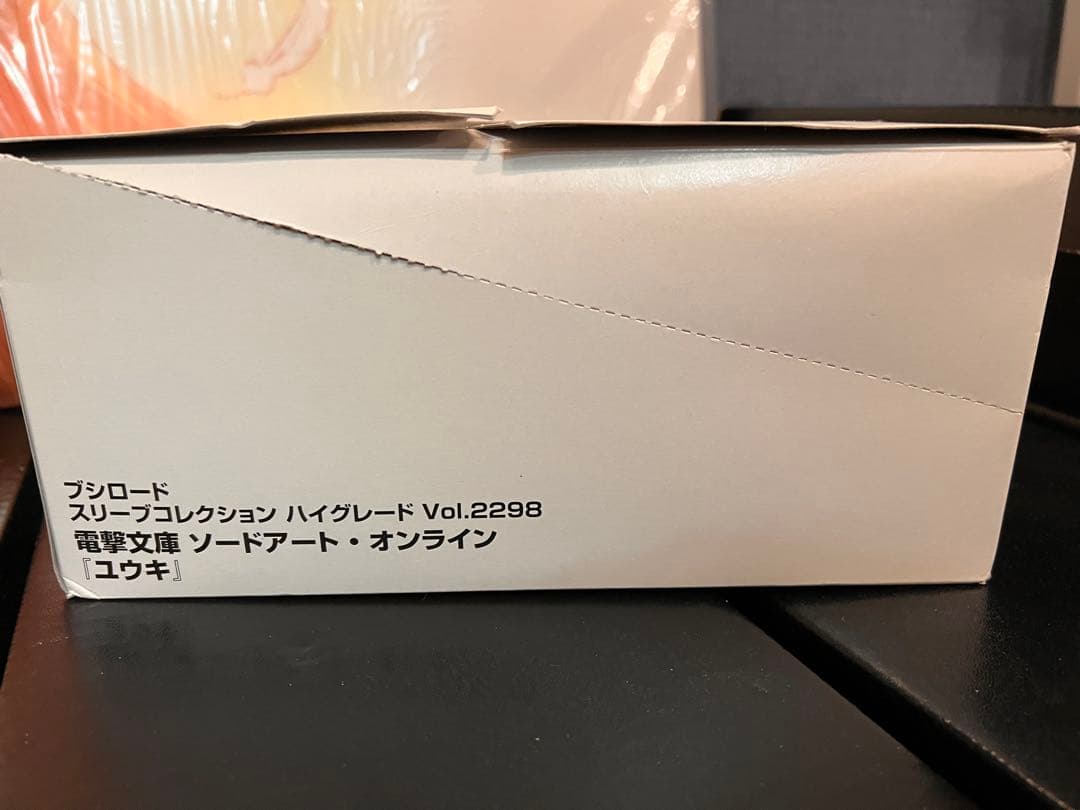 ブシロード
スリーブコレクション ハイグレード Vol.2298
電撃文庫 ソードアート・オンライン
『ユウキ』